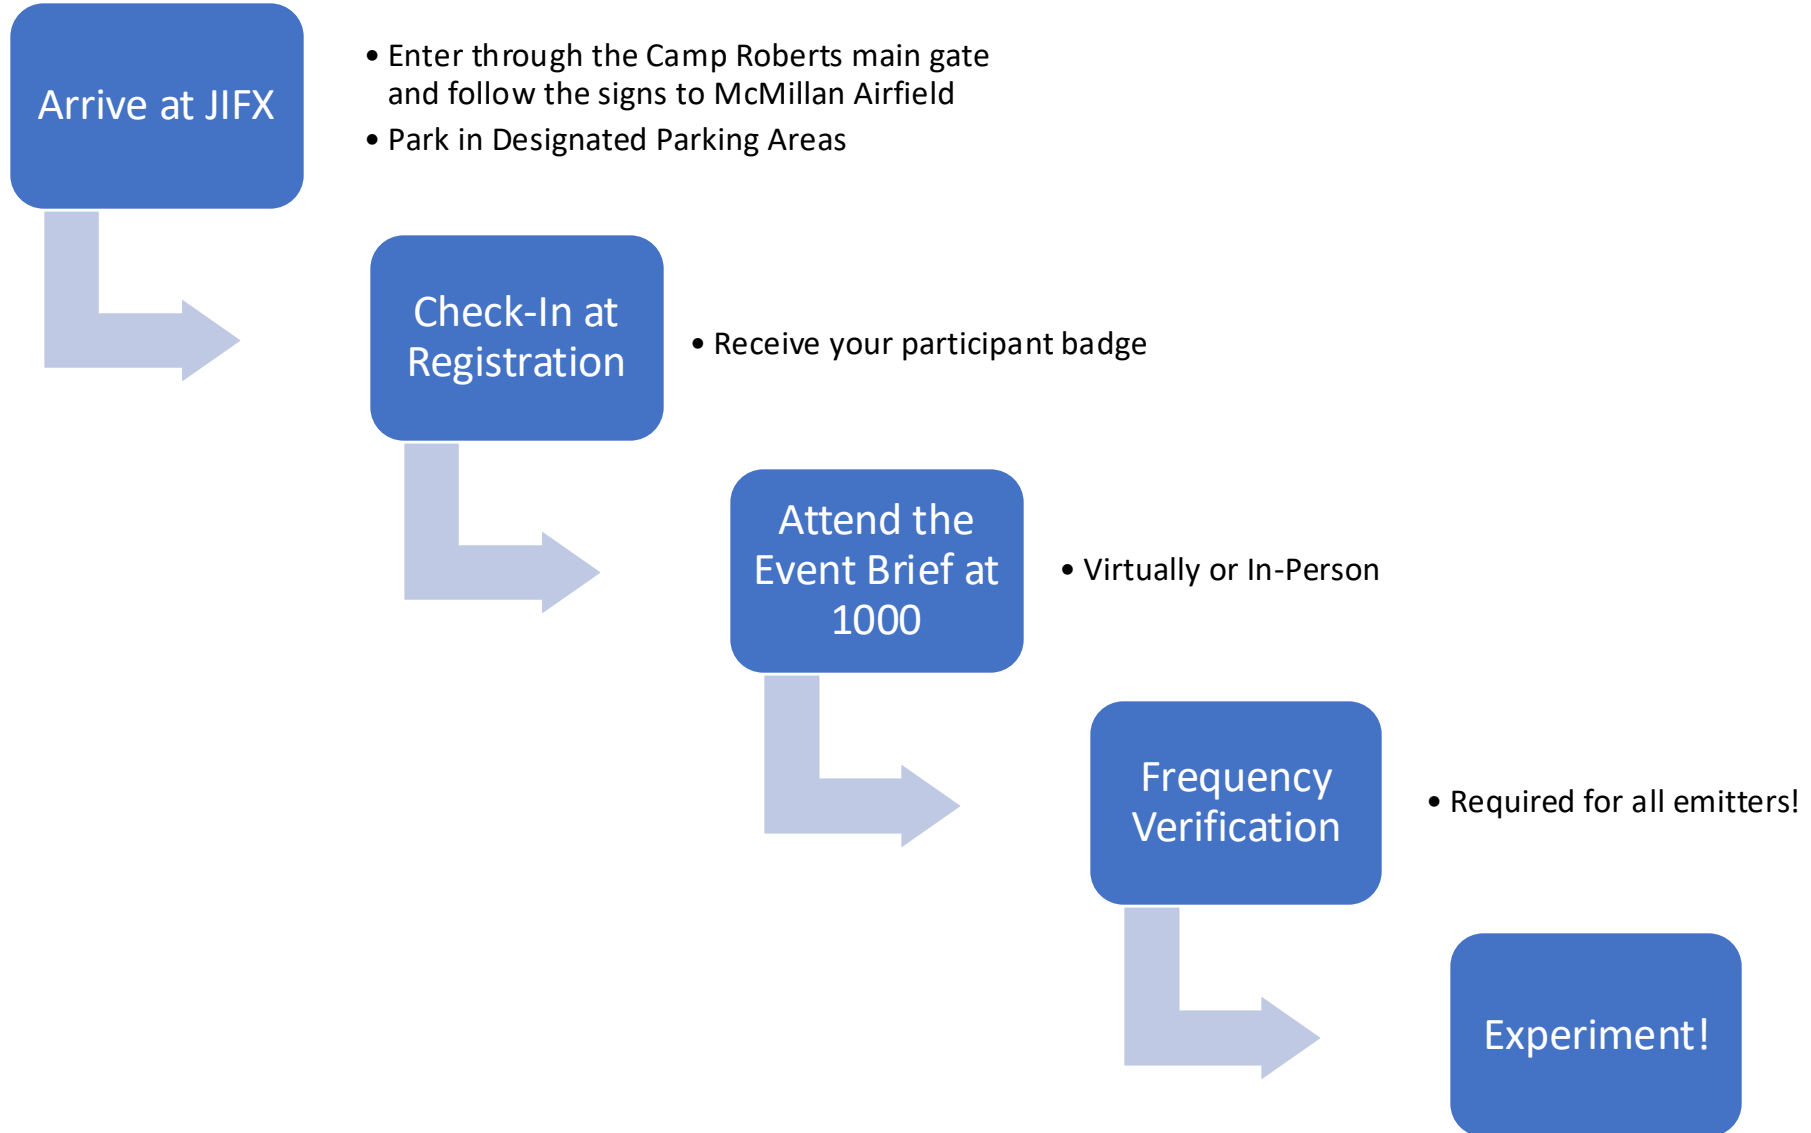 Arrive at JIFX
• Enter through the Camp Roberts main gate
and follow the signs to McMillan Airfield
• Park in Designated Parking Areas
Check-In at
Registration
• Receive your participant badge
Attend the
Event Brief at
1000
• Virtually or In-Person
Frequency
Verification
• Required for all emitters!
Experiment!